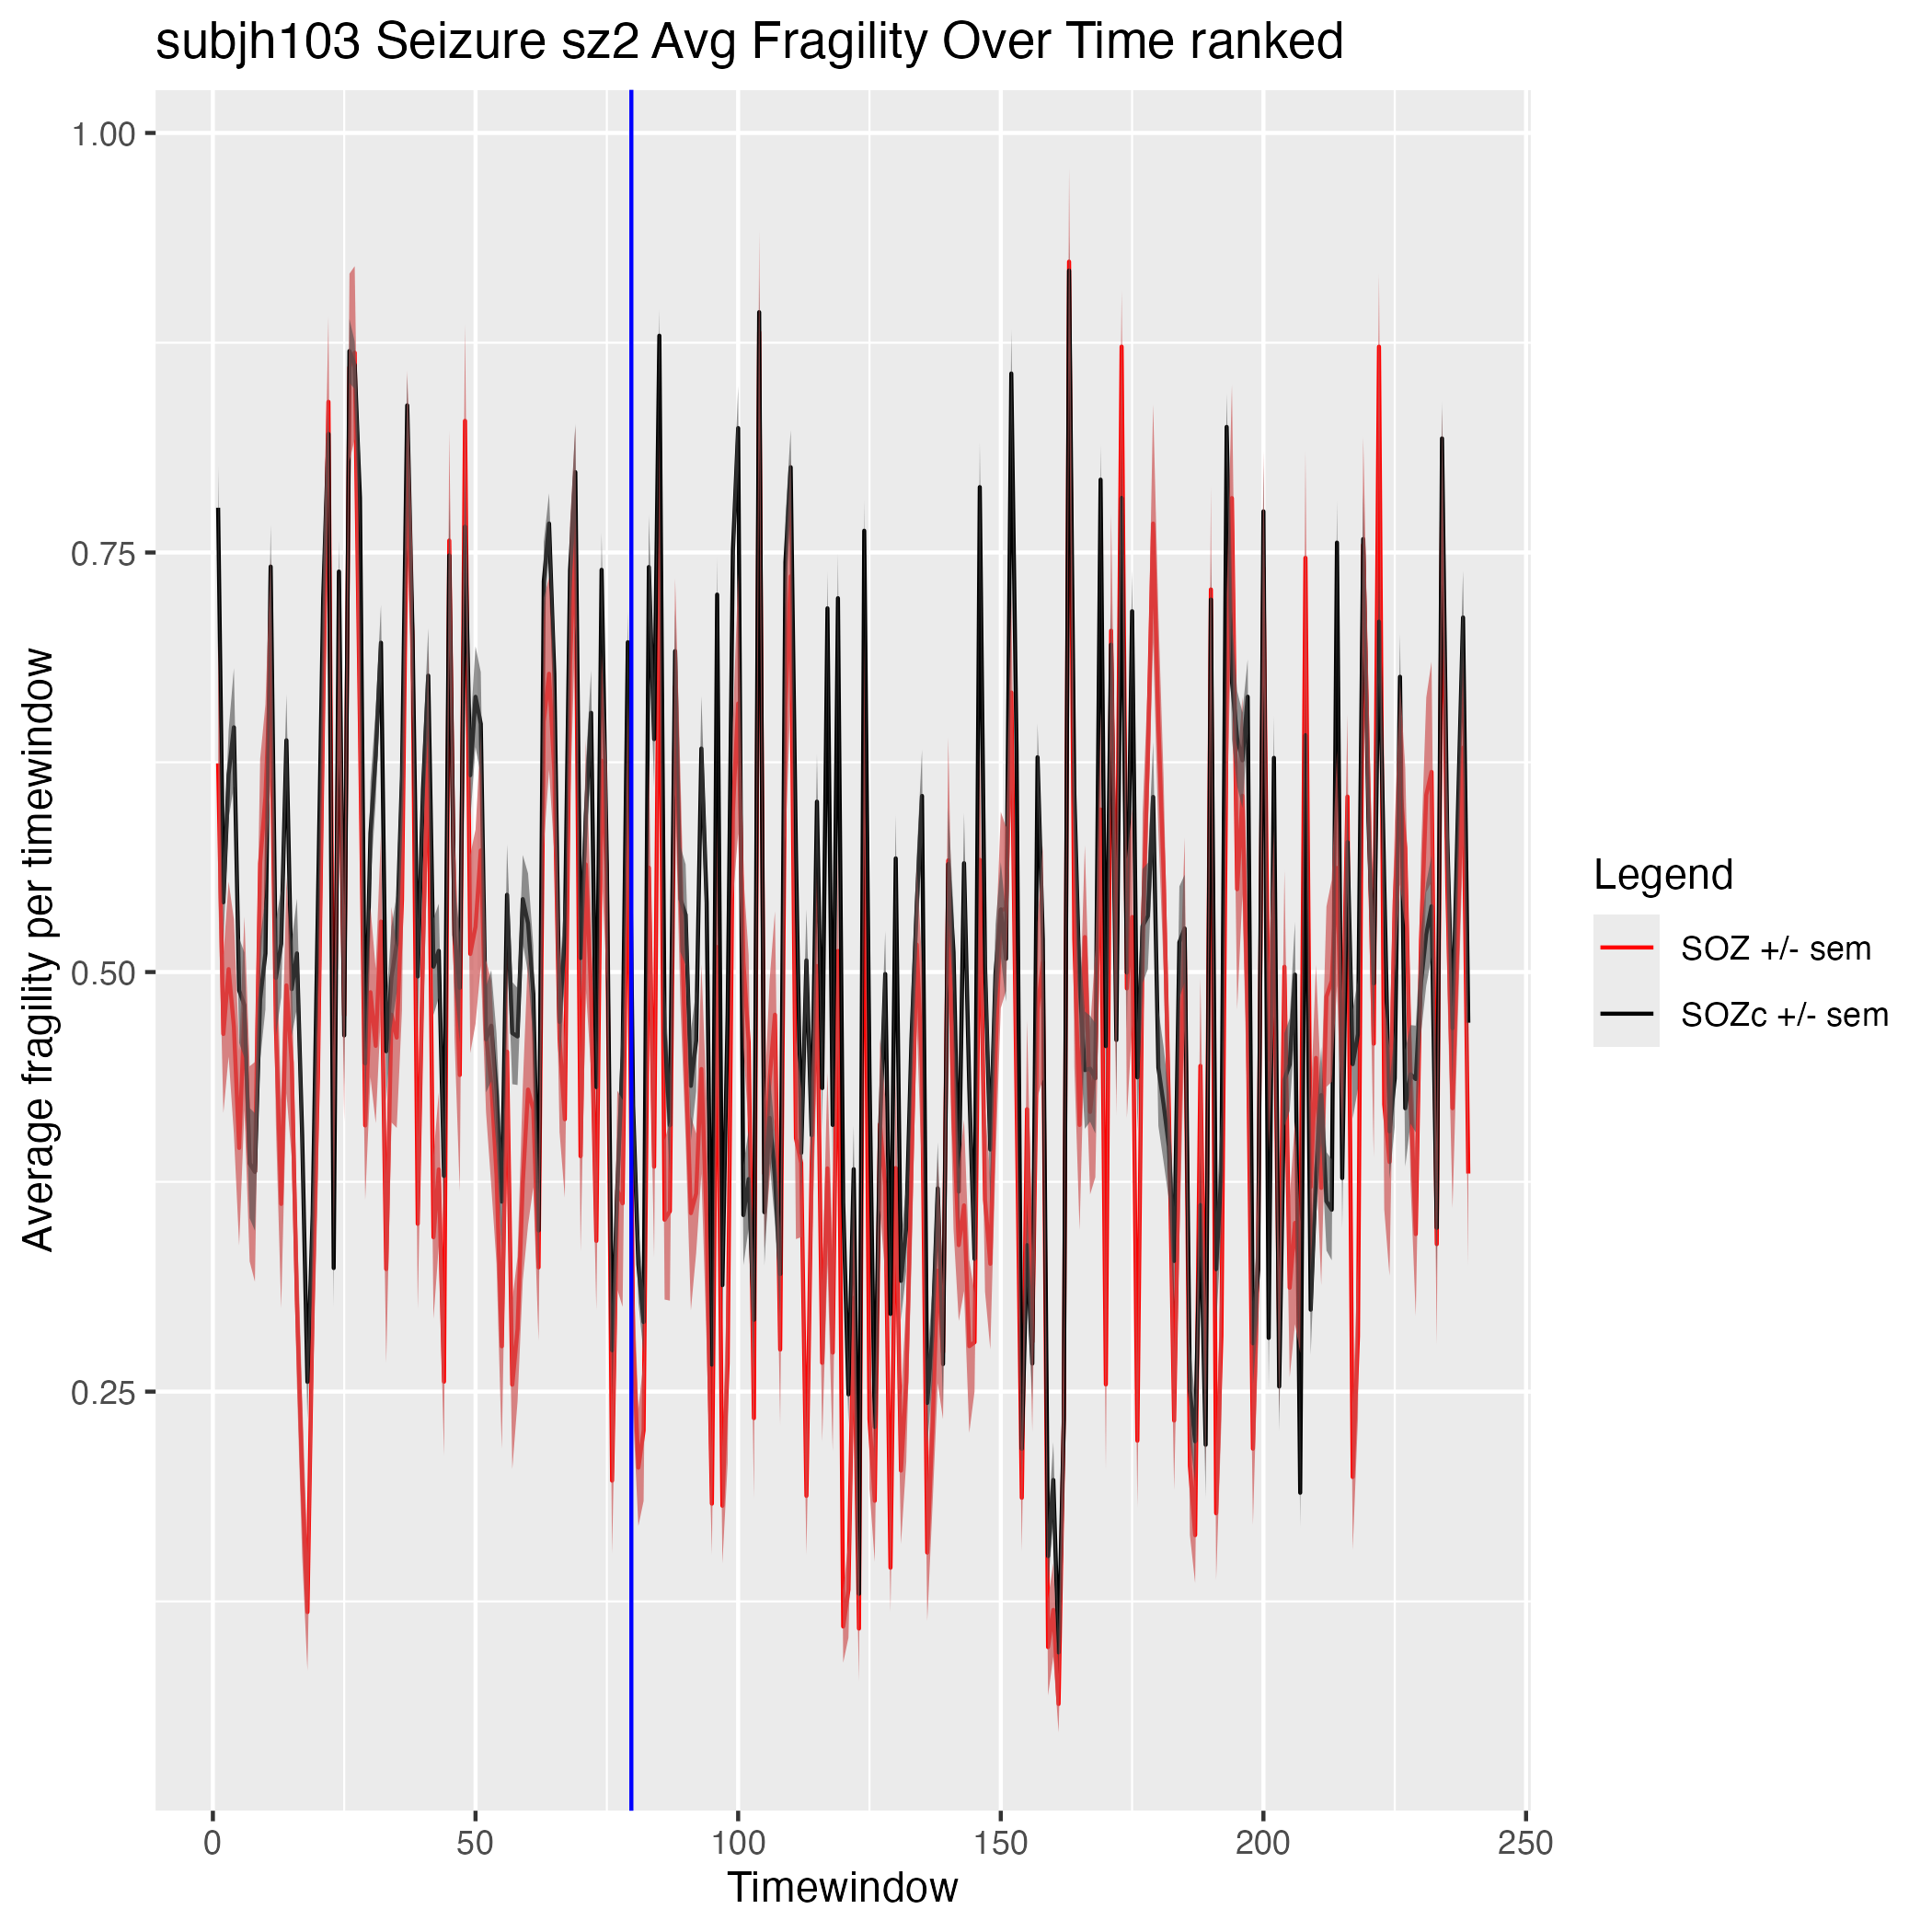 subjh103 Seizure sz2 Avg Fragility Over Time ranked
Average fragility per timewindow
1.00
0.75
0.50
0.25
0
50
100
150
200
250
Timewindow
Legend
SOZ +/- sem
SOZc +/- sem